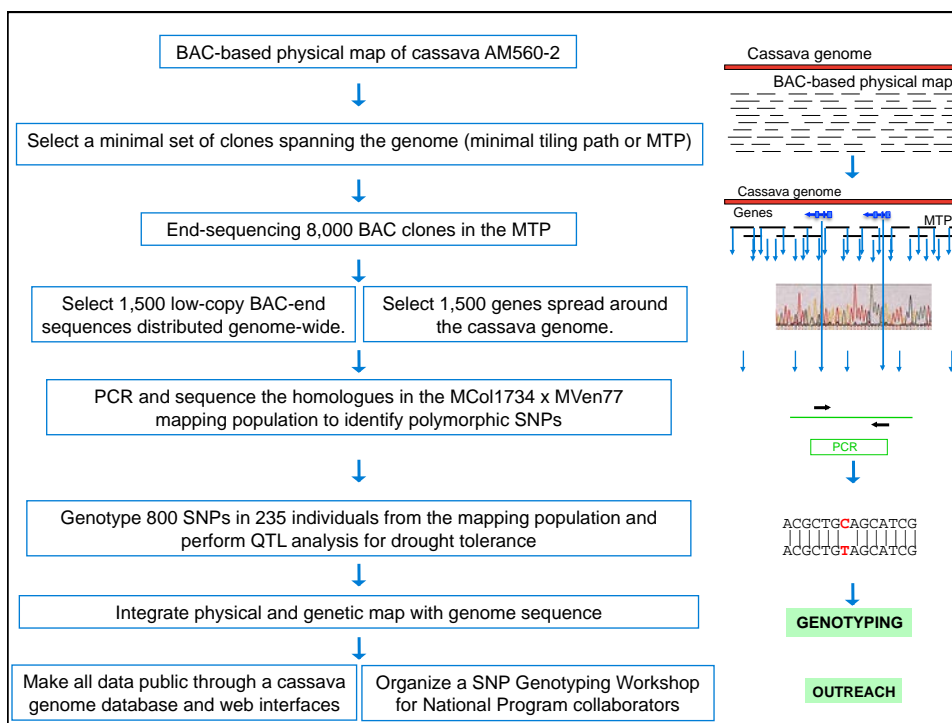 BAC-based physical map of cassava AM560-2
Select a minimal set of clones spanning the genome (minimal tiling path or MTP)
End-sequencing 8,000 BAC clones in the MTP
Select 1,500 low-copy BAC-end
sequences distributed genome-wide.
Select 1,500 genes spread around
the cassava genome.
PCR and sequence the homologues in the MCol1734 x MVen77
mapping population to identify polymorphic SNPs
Genotype 800 SNPs in 235 individuals from the mapping population and
perform QTL analysis for drought tolerance
Integrate physical and genetic map with genome sequence
Make all data public through a cassava
genome database and web interfaces
Organize a SNP Genotyping Workshop
for National Program collaborators
Cassava genome
BAC-based physical map
Cassava genome
Genes
MTP
PCR
ACGCTGCAGCATCG
ACGCTGTAGCATCG
GENOTYPING
OUTREACH